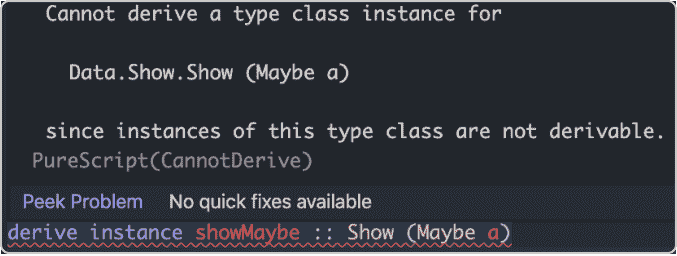 Cannot derive a type class instance for
Data.Show.Show (Maybe a)
since instances of this type class are not derivable.
PureScript(CannotDerive)
Peek Problem No quick fixes available
derive instance showMaybe :: Show (Maybe a)